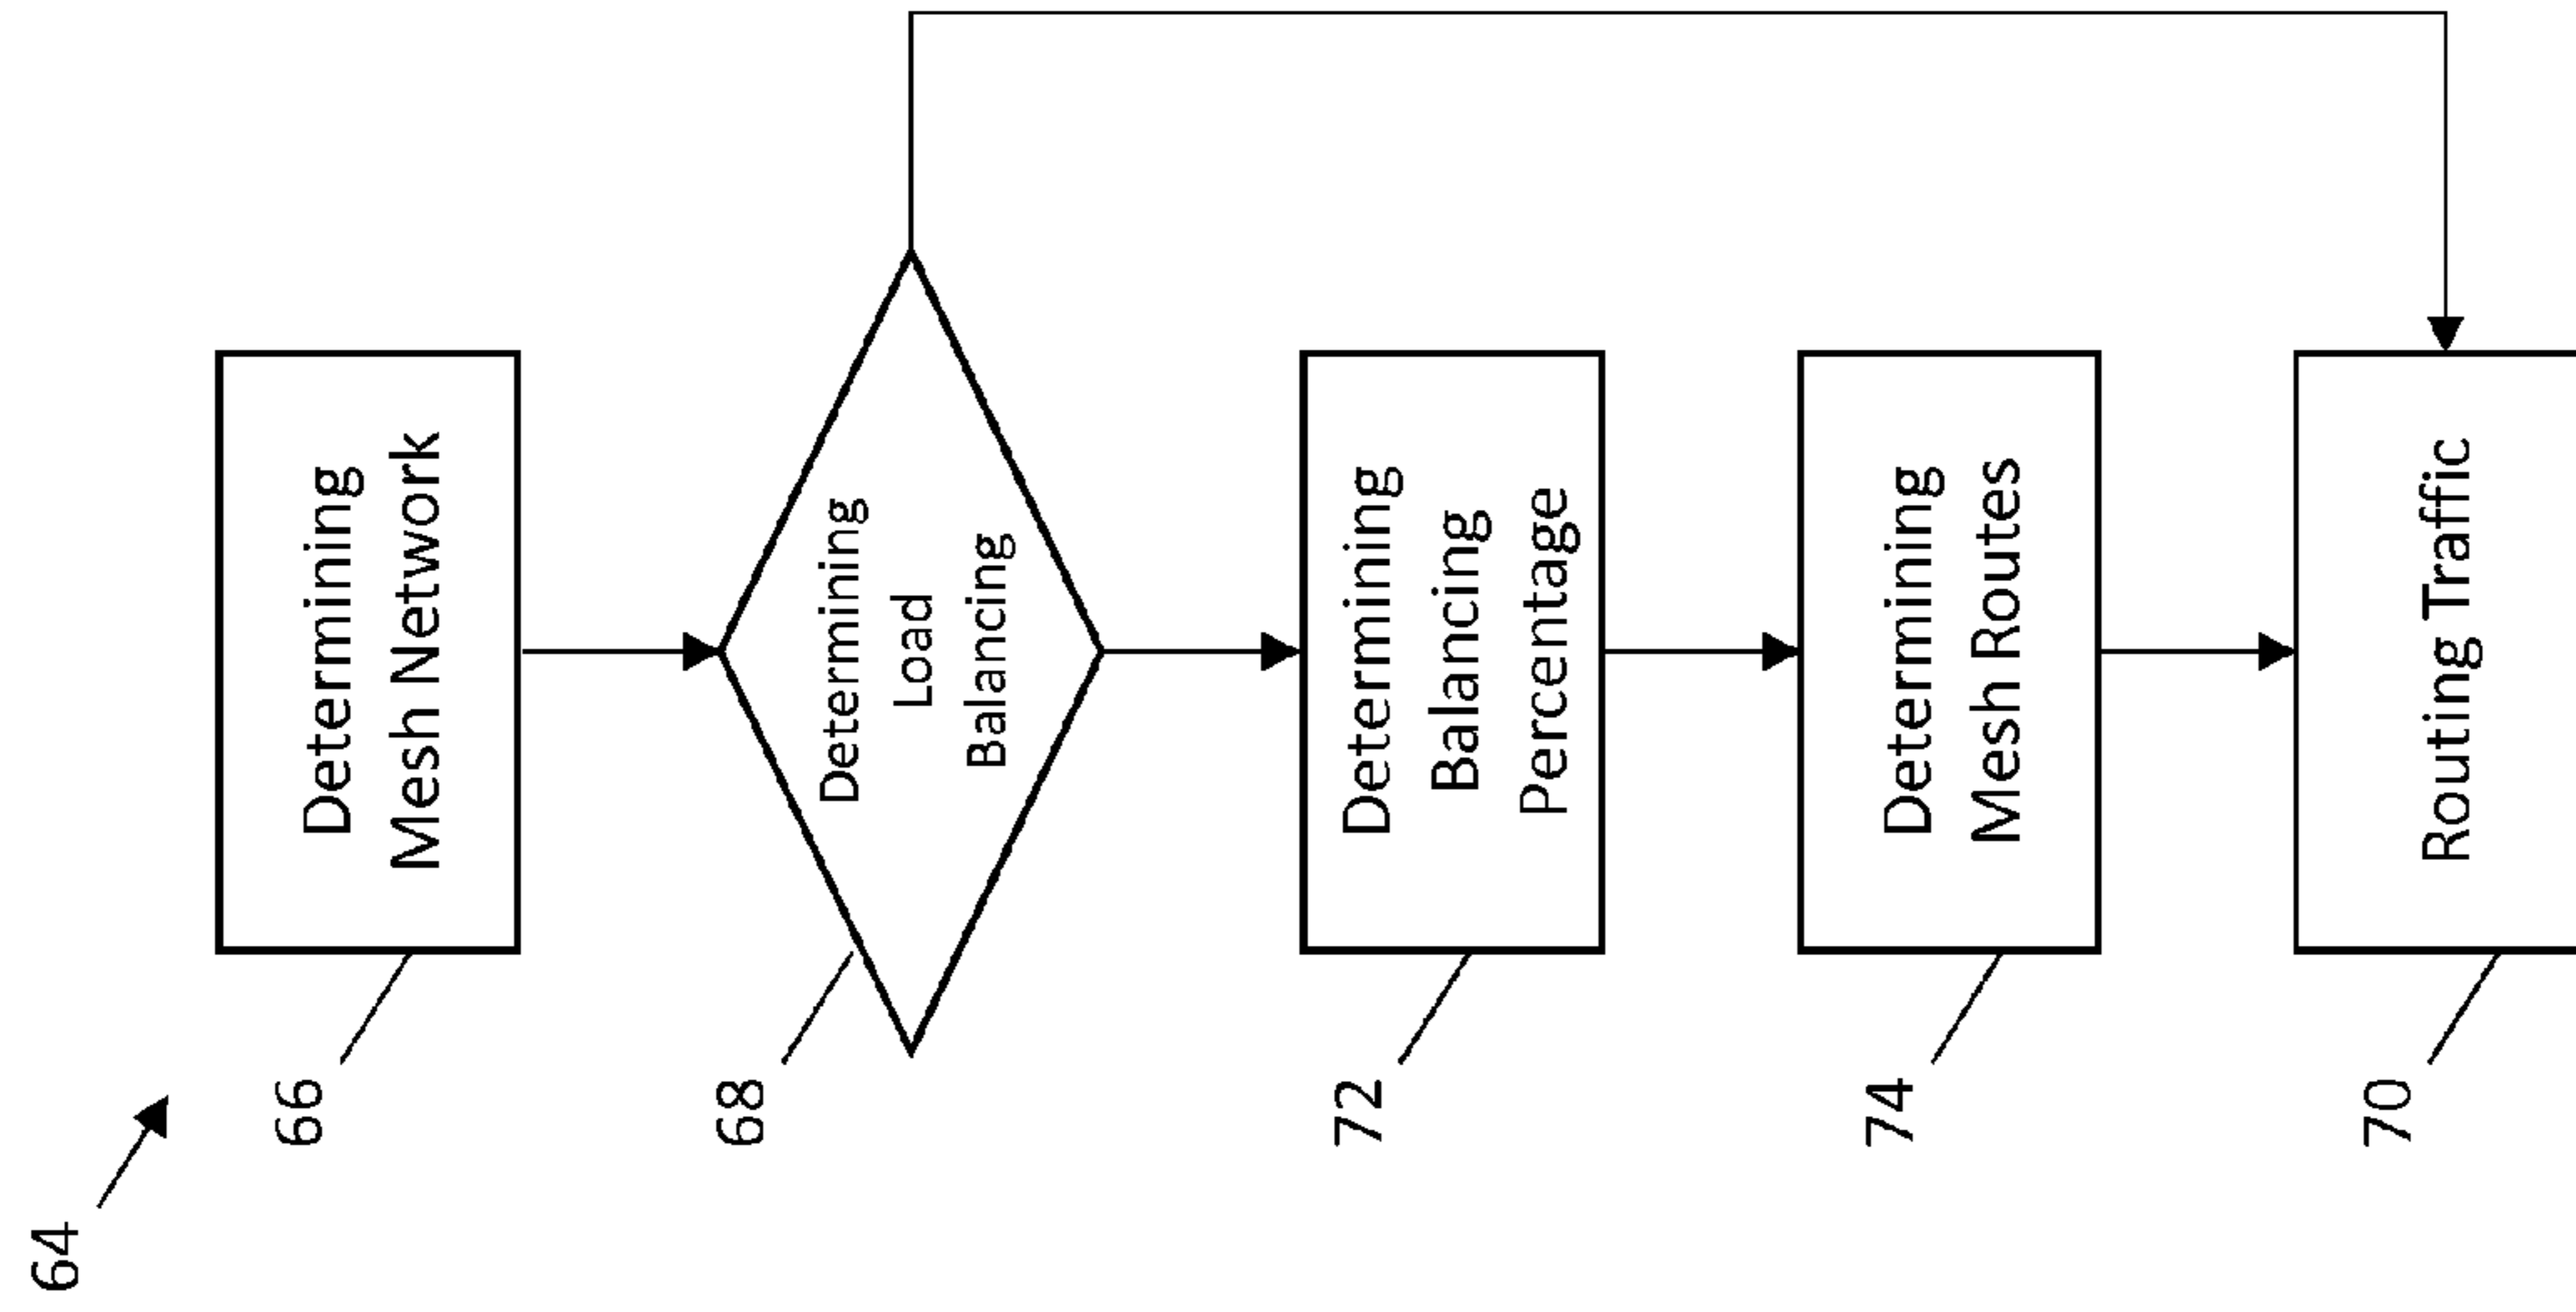 64
66
Determining
Mesh Network
68
Determining
Load
Balancing
72
Determining
Balancing
Percentage
74
Determining
Mesh Routes
70
Routing Traffic